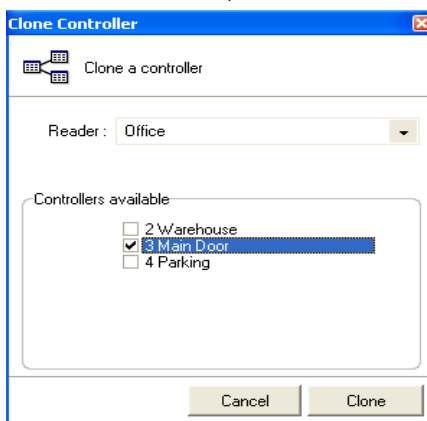 Clone Controller
Clone a controller
Reader : Office
Controllers available
2 Warehouse
3 Main Door
4 Parking
Cancel Clone